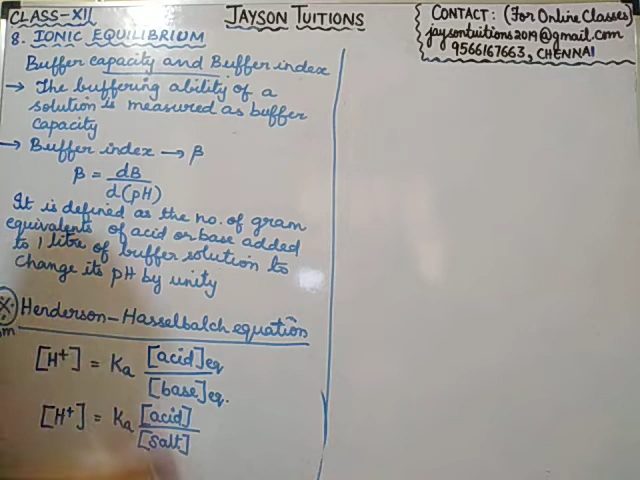 CLASS-XII
JAYSON TUITIONS
CONTACT: (For Online Classes)
jaysontuitions2019@gmail.com
9566167663, CHENNAI
8. IONIC EQUILIBRIUM
Buffer capacity and Buffer index
→ The buffering ability of a
solution is measured as buffer
capacity
→ Buffer index → β
β = dB / d(pH)
It is defined as the no. of gram
equivalents of acid or base added
to 1 litre of buffer solution to
change its pH by unity
Henderson-Hasselbalch equation
[H⁺] = Ka [acid]eq / [base]eq.
[H⁺] = Ka [acid] / [salt]